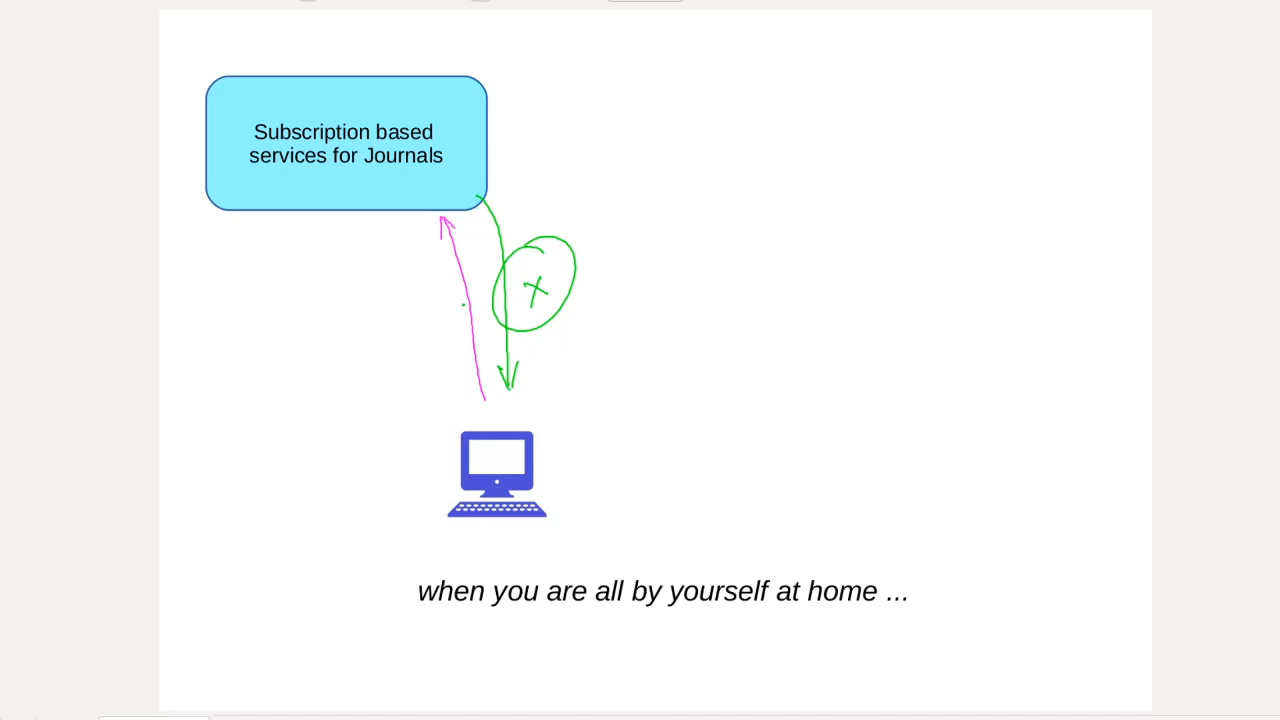 Subscription based
services for Journals
X
when you are all by yourself at home ...